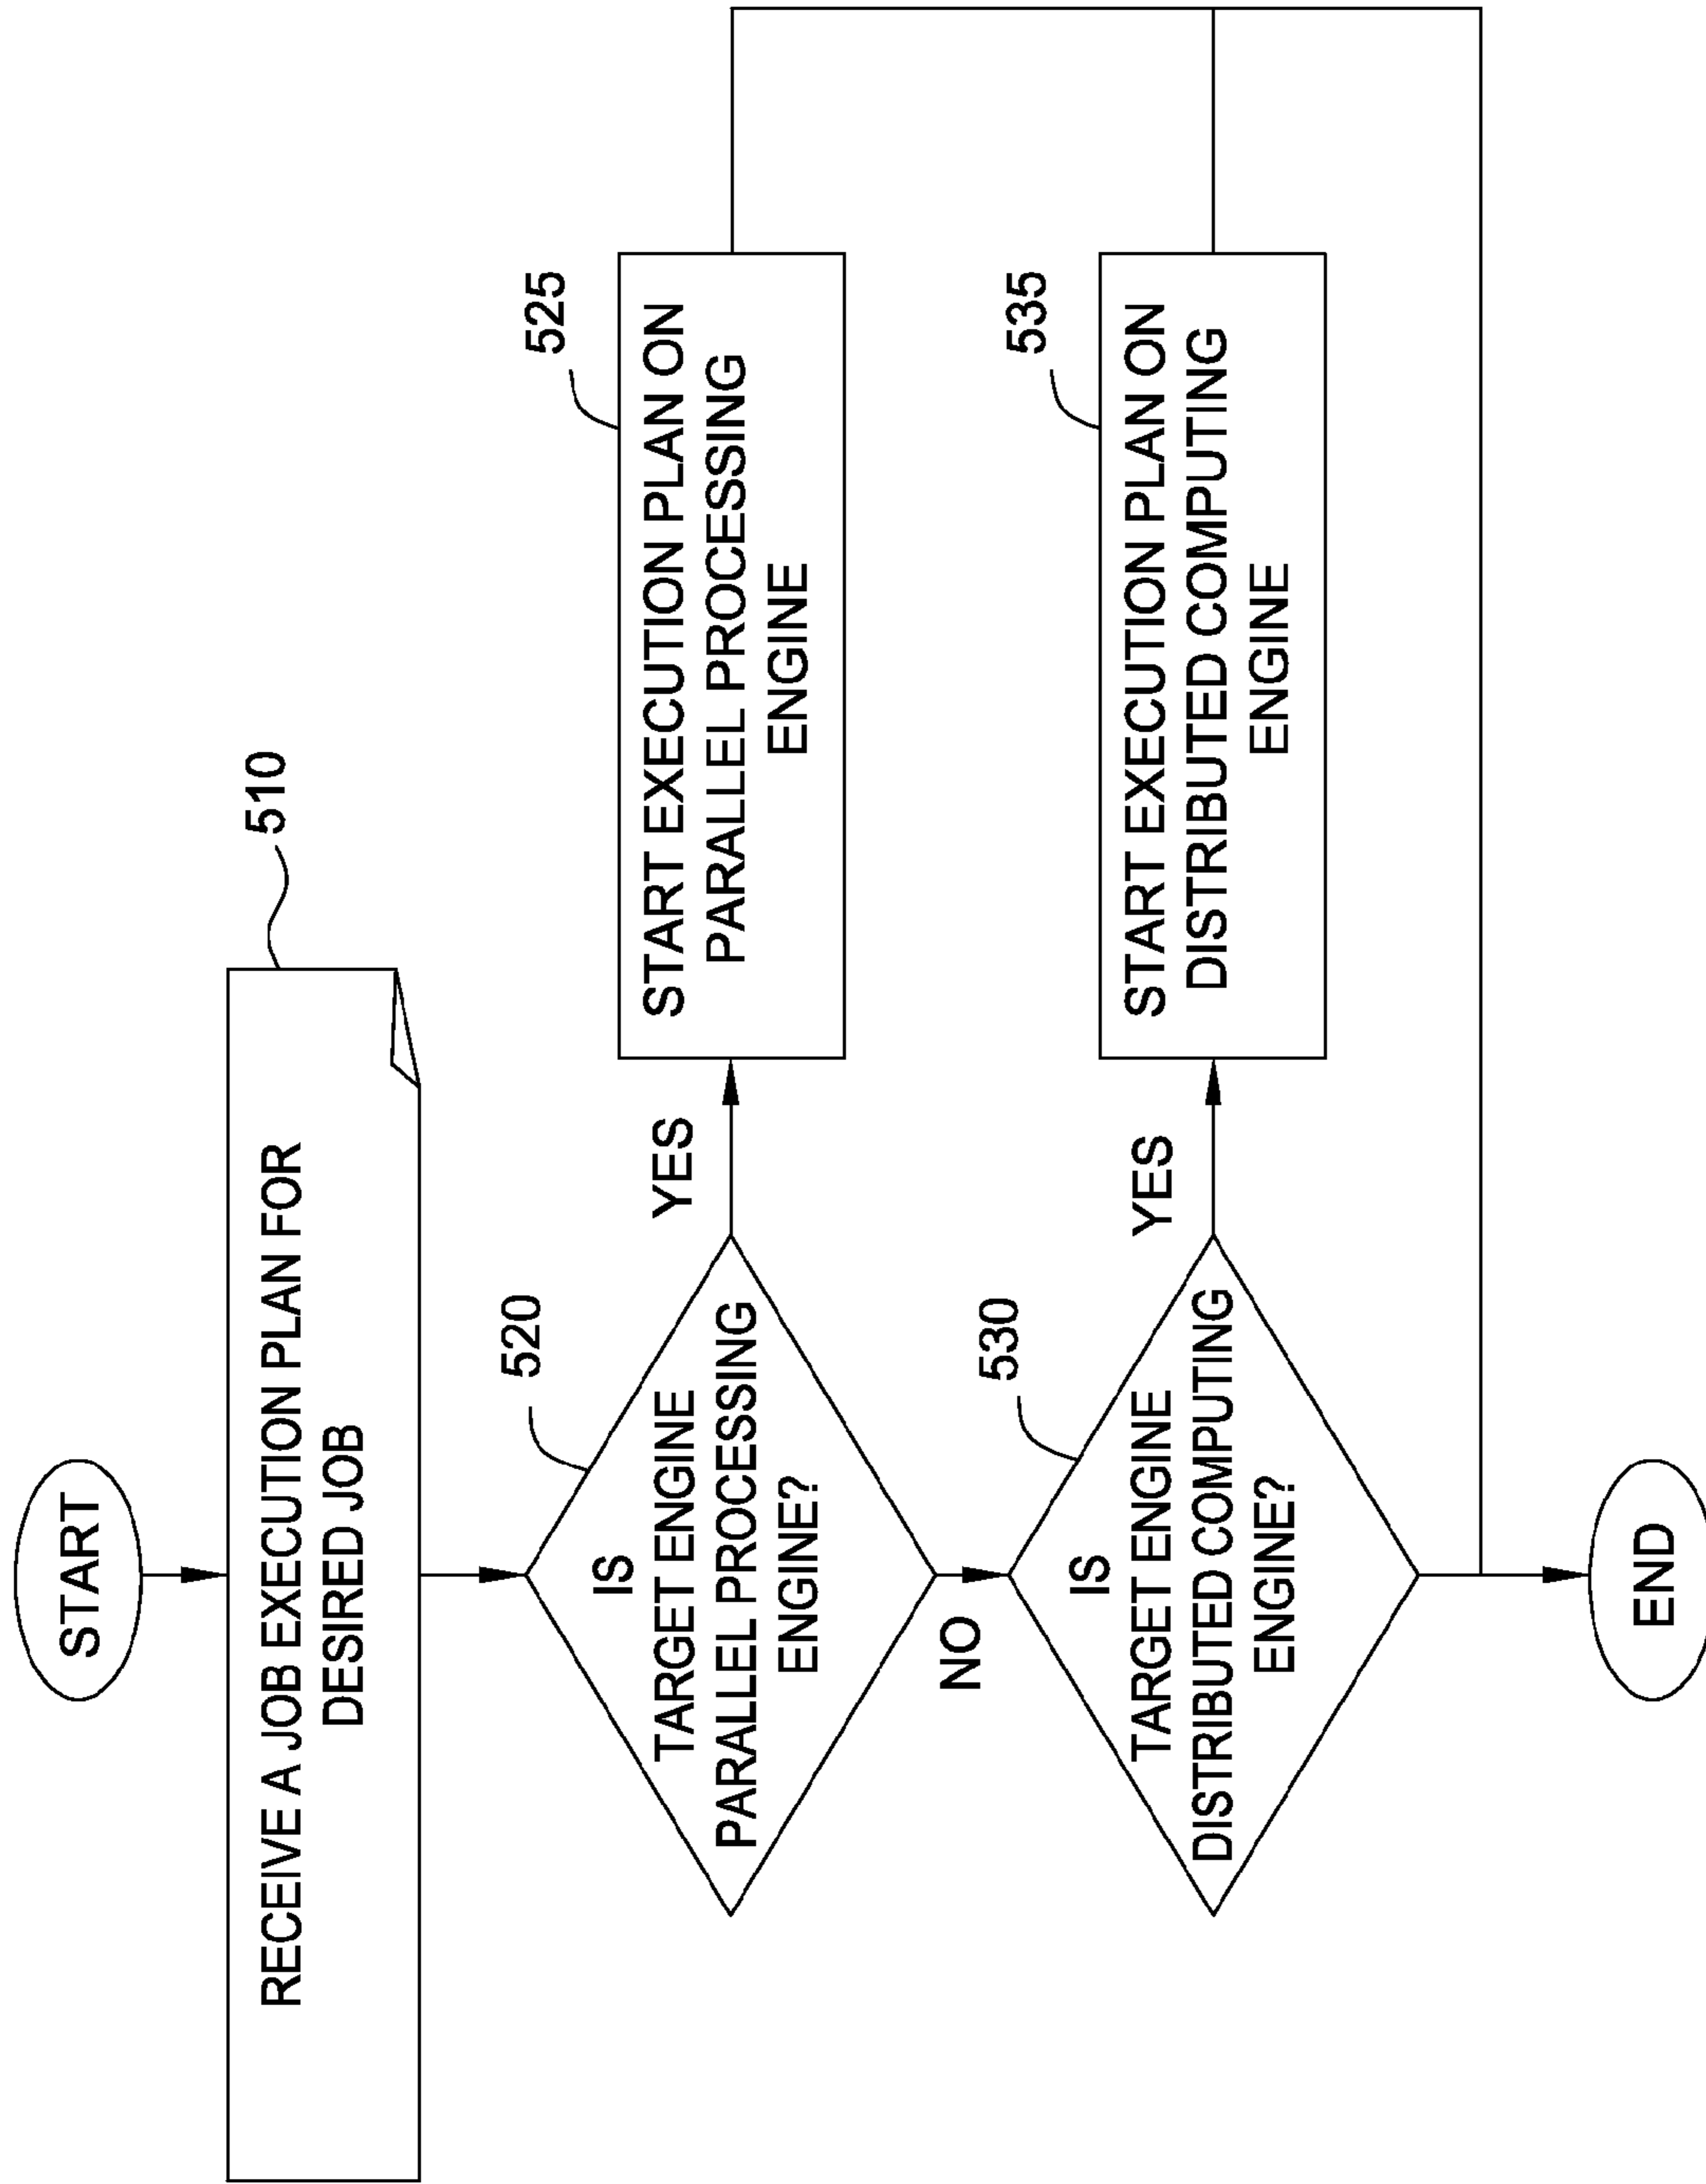 START
RECEIVE A JOB EXECUTION PLAN FOR
DESIRED JOB
510
IS
TARGET ENGINE
PARALLEL PROCESSING
ENGINE?
520
YES
START EXECUTION PLAN ON
PARALLEL PROCESSING
ENGINE
525
NO
IS
TARGET ENGINE
DISTRIBUTED COMPUTING
ENGINE?
530
YES
START EXECUTION PLAN ON
DISTRIBUTED COMPUTING
ENGINE
535
END